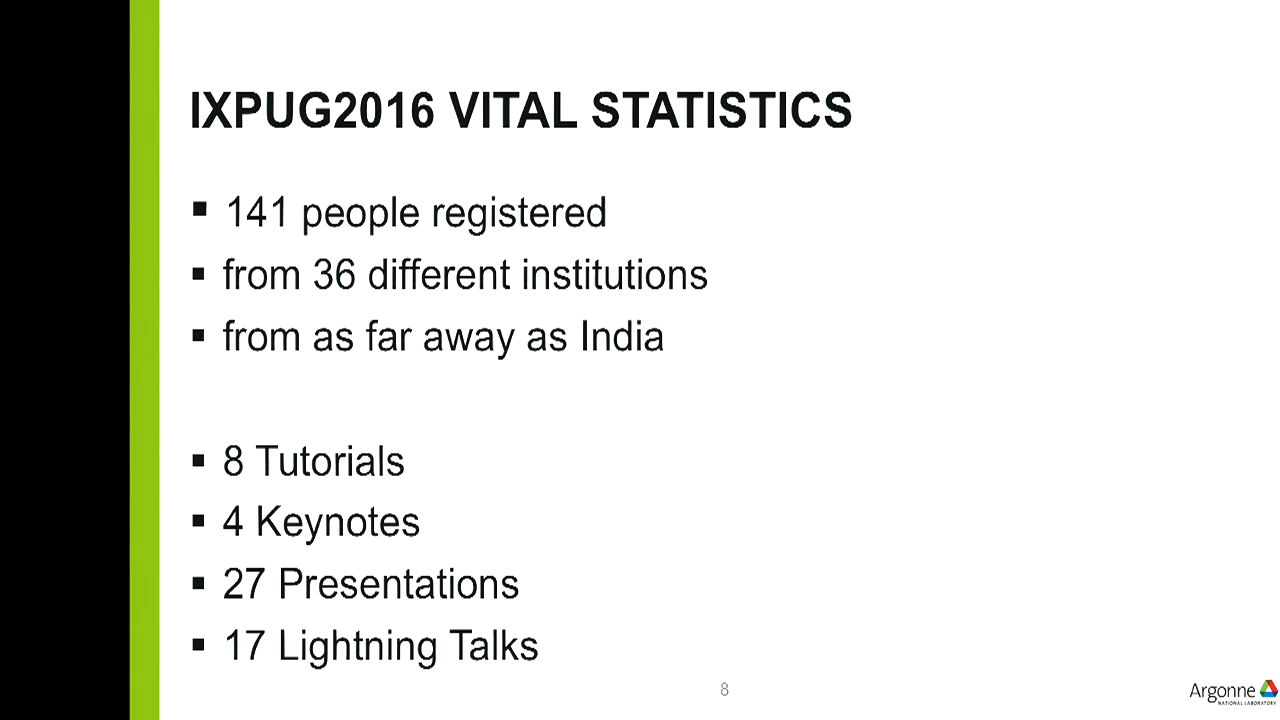 IXPUG2016 VITAL STATISTICS
▪ 141 people registered
▪ from 36 different institutions
▪ from as far away as India
▪ 8 Tutorials
▪ 4 Keynotes
▪ 27 Presentations
▪ 17 Lightning Talks
8
Argonne
NATIONAL LABORATORY